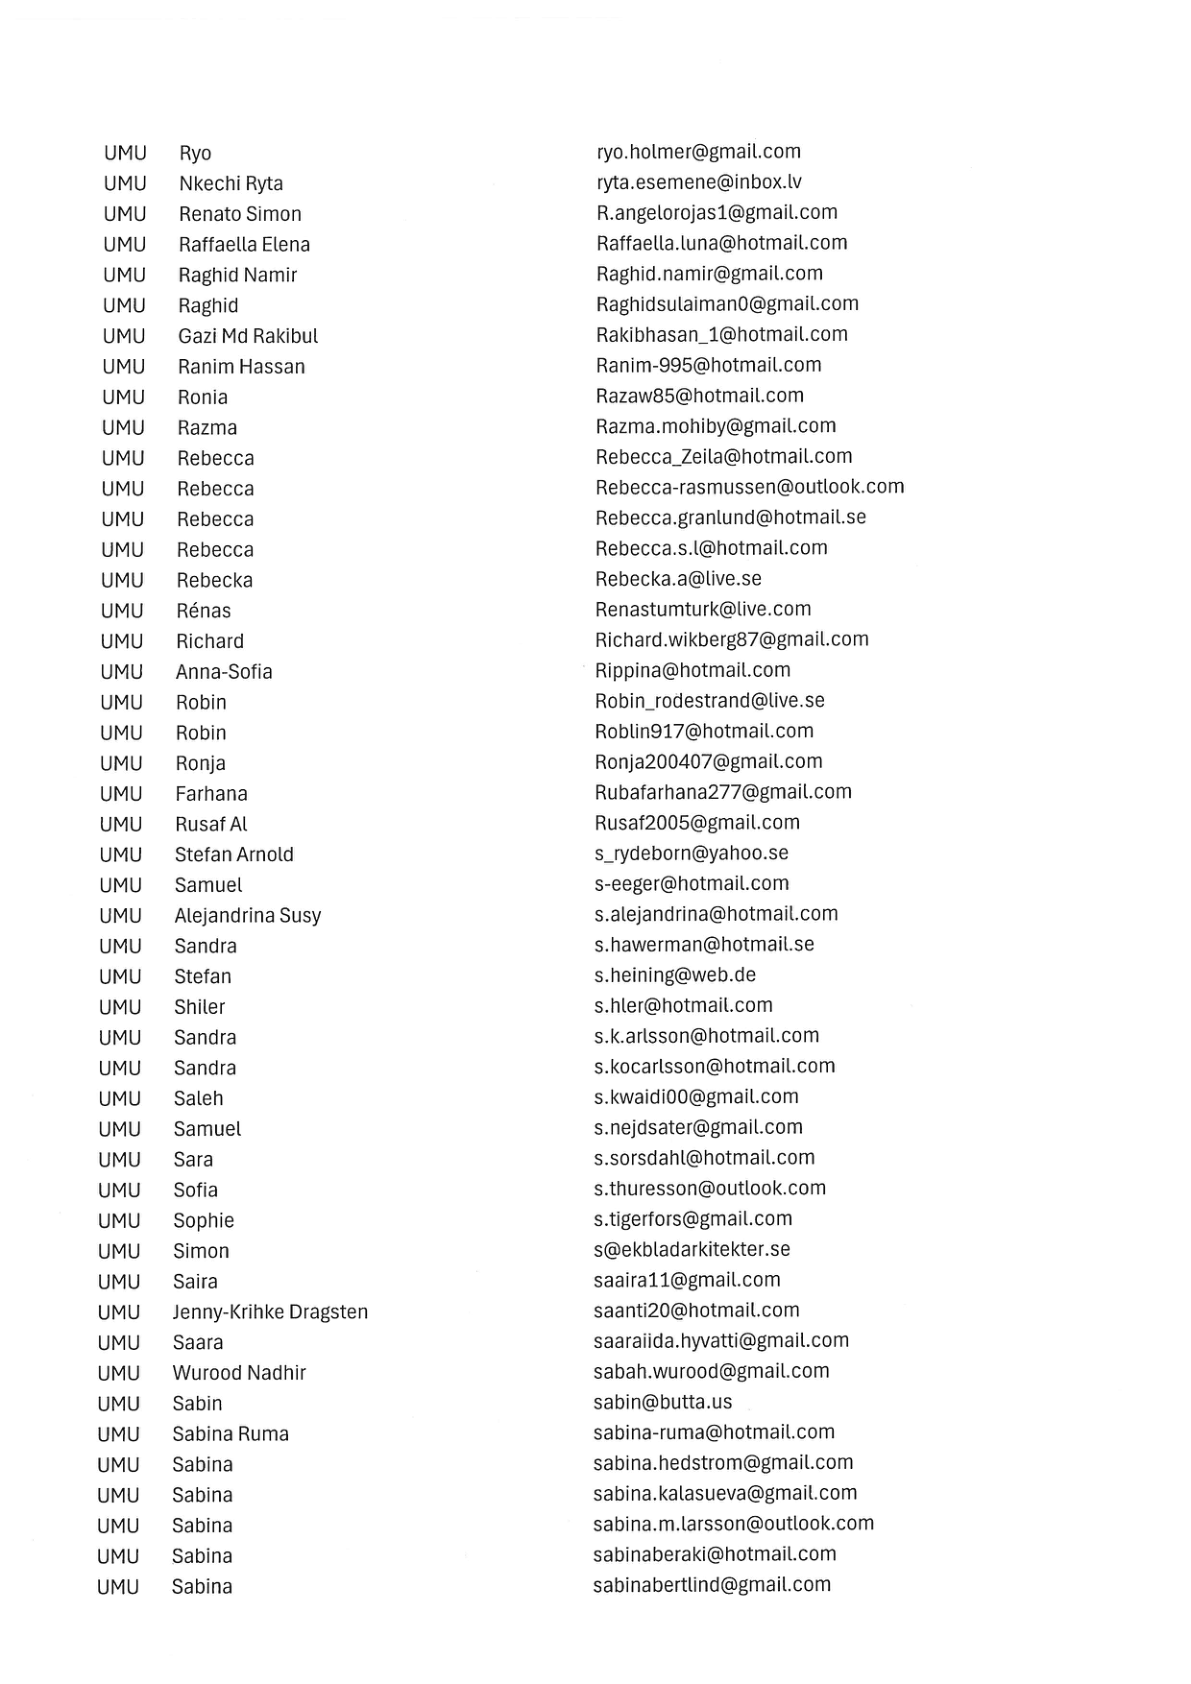 UMU Ryo ryo.holmer@gmail.com
UMU Nkechi Ryta ryta.esemene@inbox.lv
UMU Renato Simon R.angelorojas1@gmail.com
UMU Raffaella Elena Raffaella.luna@hotmail.com
UMU Raghid Namir Raghid.namir@gmail.com
UMU Raghid Raghidsulaiman0@gmail.com
UMU Gazi Md Rakibul Rakibhasan_1@hotmail.com
UMU Ranim Hassan Ranim-995@hotmail.com
UMU Ronia Razaw85@hotmail.com
UMU Razma Razma.mohiby@gmail.com
UMU Rebecca Rebecca_Zeila@hotmail.com
UMU Rebecca Rebecca-rasmussen@outlook.com
UMU Rebecca Rebecca.granlund@hotmail.se
UMU Rebecca Rebecca.s.l@hotmail.com
UMU Rebecka Rebecka.a@live.se
UMU Rénas Renastumturk@live.com
UMU Richard Richard.wikberg87@gmail.com
UMU Anna-Sofia Rippina@hotmail.com
UMU Robin Robin_rodestrand@live.se
UMU Robin Roblin917@hotmail.com
UMU Ronja Ronja200407@gmail.com
UMU Farhana Rubafarhana277@gmail.com
UMU Rusaf Al Rusaf2005@gmail.com
UMU Stefan Arnold s_rydeborn@yahoo.se
UMU Samuel s-eeger@hotmail.com
UMU Alejandrina Susy s.alejandrina@hotmail.com
UMU Sandra s.hawerman@hotmail.se
UMU Stefan s.heining@web.de
UMU Shiler s.hler@hotmail.com
UMU Sandra s.k.arlsson@hotmail.com
UMU Sandra s.kocarlsson@hotmail.com
UMU Saleh s.kwaidi00@gmail.com
UMU Samuel s.nejdsater@gmail.com
UMU Sara s.sorsdahl@hotmail.com
UMU Sofia s.thuresson@outlook.com
UMU Sophie s.tigerfors@gmail.com
UMU Simon s@ekbladarkitekter.se
UMU Saira saaira11@gmail.com
UMU Jenny-Krihke Dragsten saanti20@hotmail.com
UMU Saara saaraiida.hyvatti@gmail.com
UMU Wurood Nadhir sabah.wurood@gmail.com
UMU Sabin sabin@butta.us
UMU Sabina Ruma sabina-ruma@hotmail.com
UMU Sabina sabina.hedstrom@gmail.com
UMU Sabina sabina.kalasueva@gmail.com
UMU Sabina sabina.m.larsson@outlook.com
UMU Sabina sabinaberaki@hotmail.com
UMU Sabina sabinabertlind@gmail.com